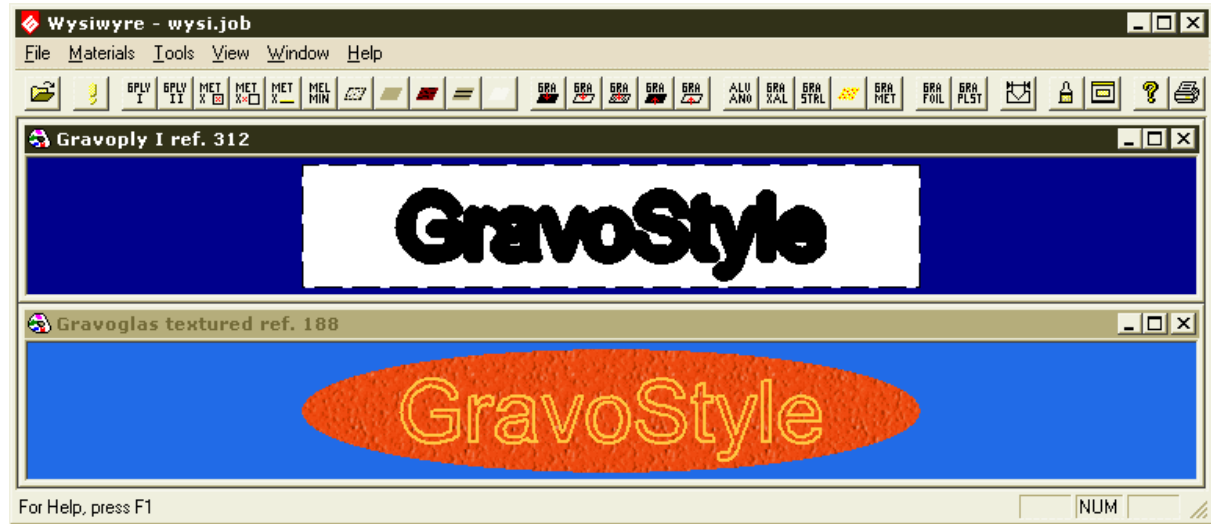 Wysiwyre - wysi.job
File Materials Tools View Window Help
GPLY I GPLY II MET X MET X MET X MEL MIN GRA GRA GRA GRA GRA ALU ANO GRA XAL GRA STRL GRA MET GRA FOIL GRA PLST ?
Gravoply I ref. 312
GravoStyle
Gravoglas textured ref. 188
GravoStyle
For Help, press F1 NUM